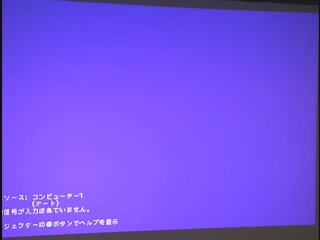 ソース: コンピューター1
(オート)
信号が入力されていません。
ジェクターの●ボタンでヘルプを表示